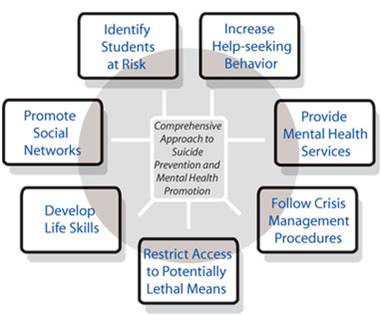 Identify
Students
at Risk
Increase
Help-seeking
Behavior
Promote
Social
Networks
Comprehensive
Approach to
Suicide
Prevention and
Mental Health
Promotion
Provide
Mental Health
Services
Develop
Life Skills
Follow Crisis
Management
Procedures
Restrict Access
to Potentially
Lethal Means